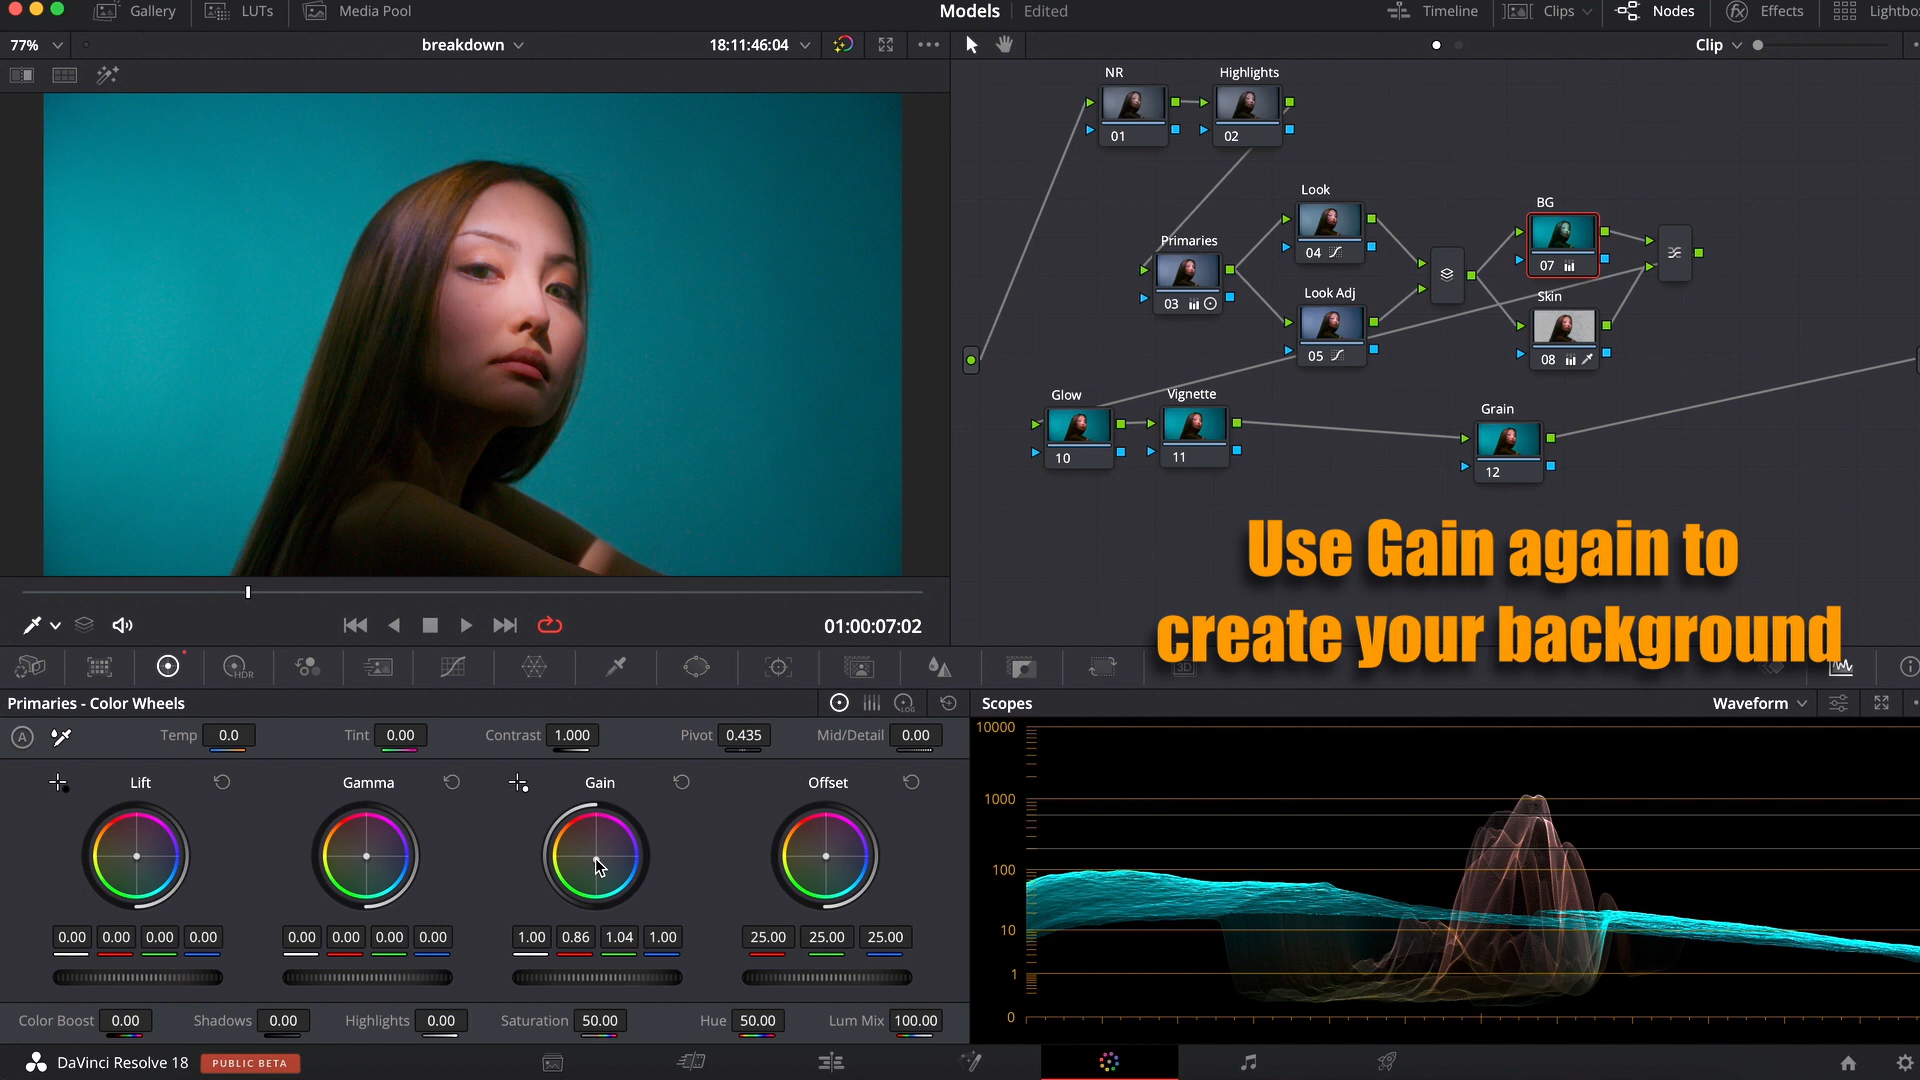 Gallery
LUTs
Media Pool
Models
Edited
Timeline
Clips
Nodes
Effects
Lightbo
77%
breakdown
18:11:46:04
Clip
NR
Highlights
01
02
Look
BG
04
07
Primaries
03
Look Adj
05
Skin
08
Glow
Vignette
10
11
Grain
12
Use Gain again to
create your background
01:00:07:02
HDR
3D
Primaries - Color Wheels
LOG
A
Temp 0.0
Tint 0.00
Contrast 1.000
Pivot 0.435
Mid/Detail 0.00
Lift
Gamma
Gain
Offset
0.00 0.00 0.00 0.00
0.00 0.00 0.00 0.00
1.00 0.86 1.04 1.00
25.00 25.00 25.00
Color Boost 0.00
Shadows 0.00
Highlights 0.00
Saturation 50.00
Hue 50.00
Lum Mix 100.00
Scopes
Waveform
10000
1000
100
10
1
0
DaVinci Resolve 18
PUBLIC BETA